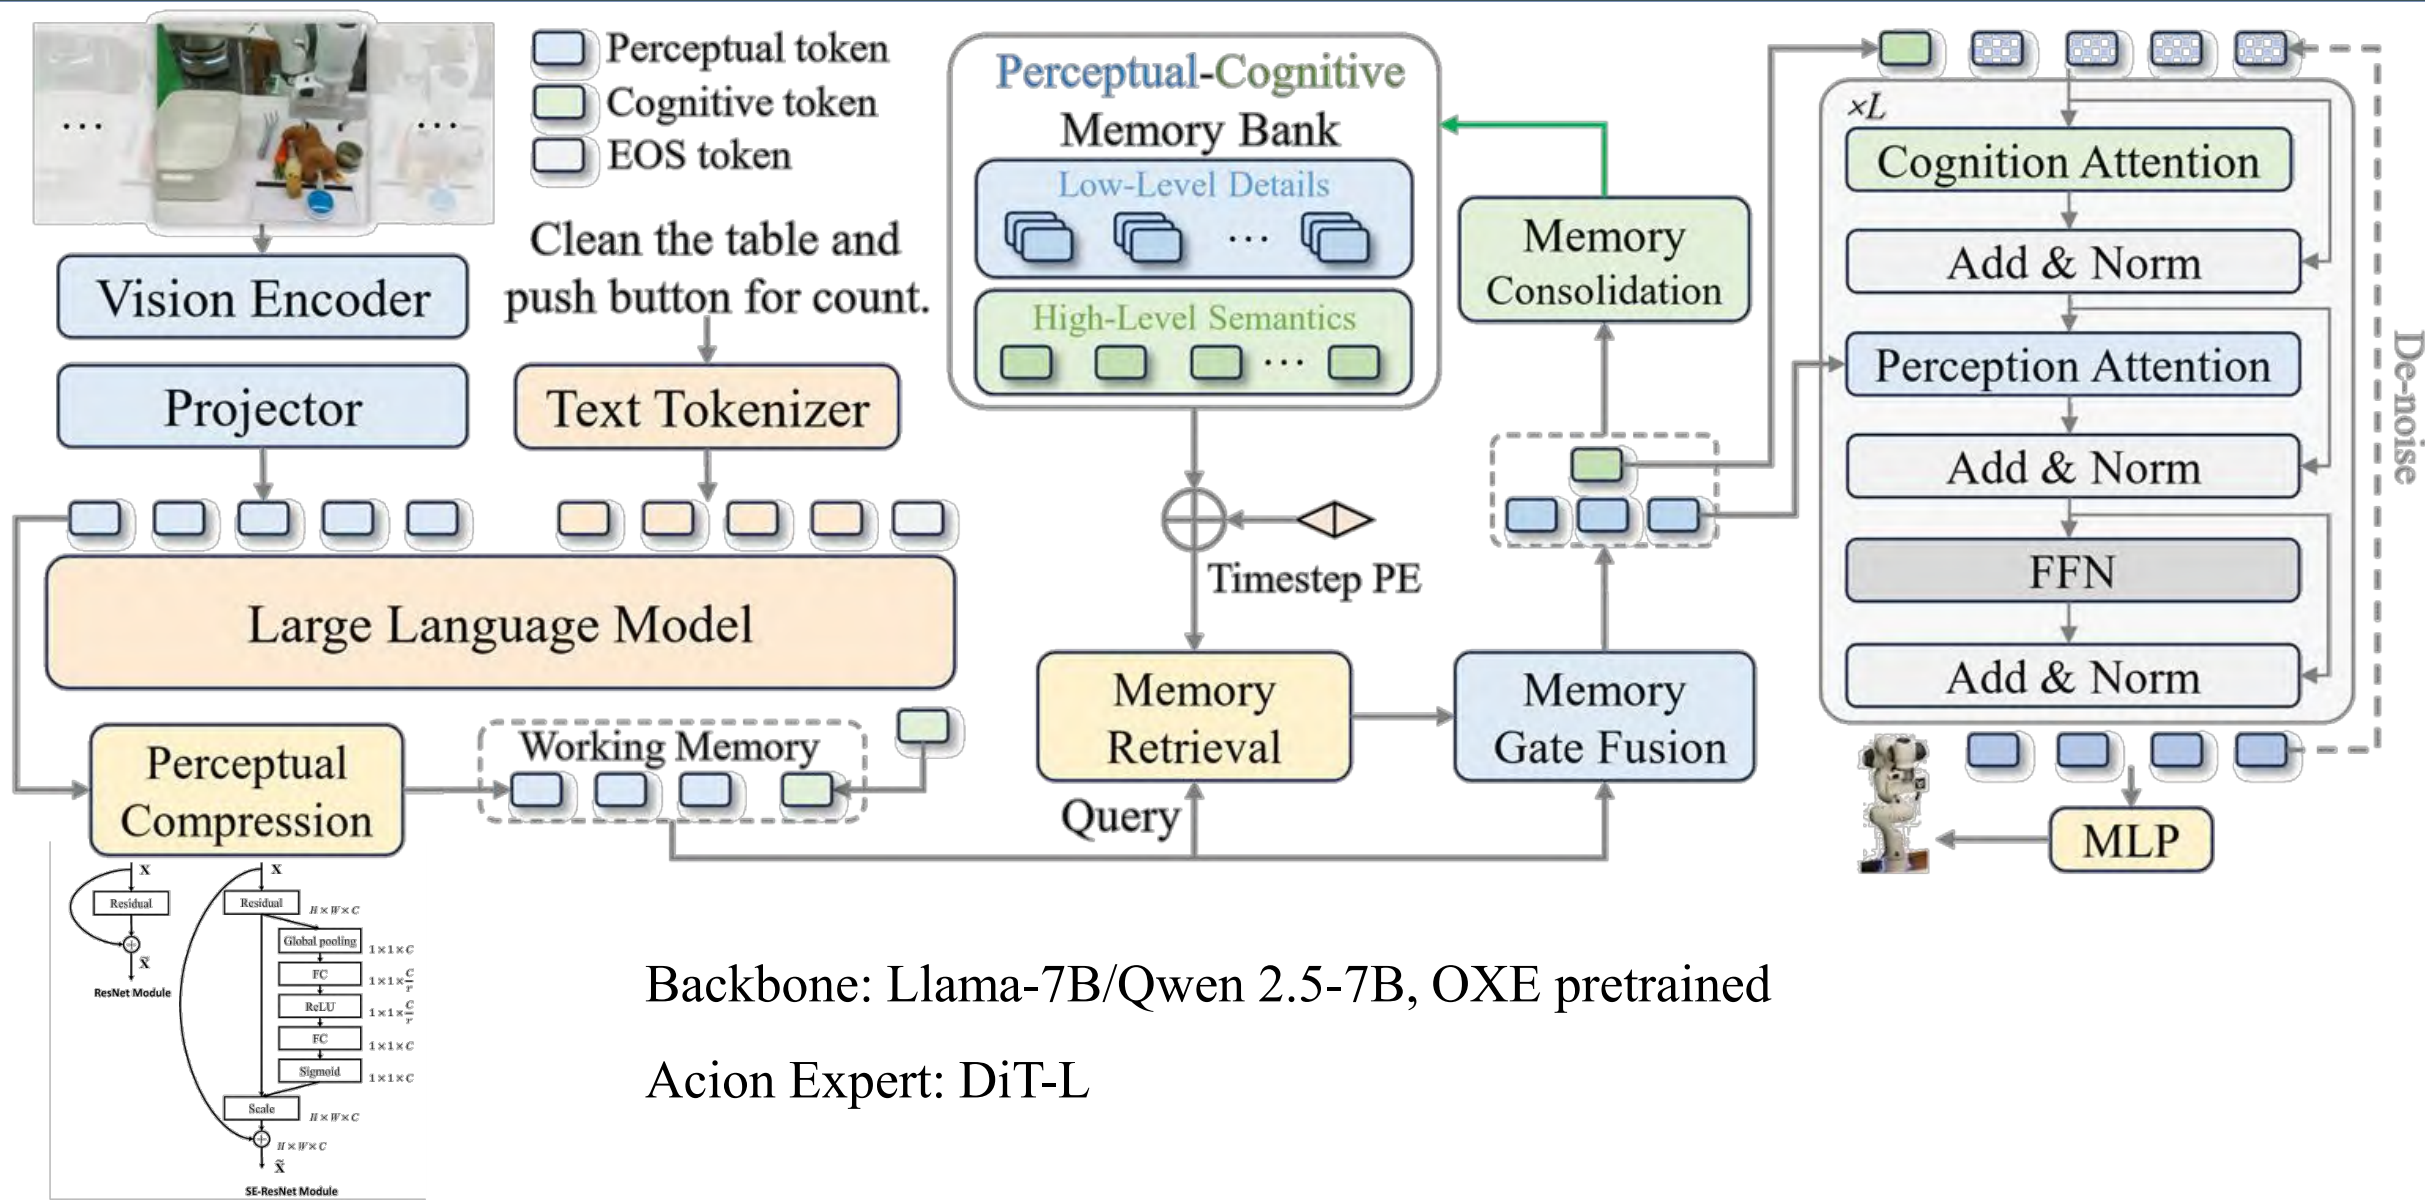 Perceptual token
Cognitive token
EOS token
Clean the table and
push button for count.
Vision Encoder
Projector
Text Tokenizer
Large Language Model
Perceptual
Compression
Working Memory
Perceptual-Cognitive
Memory Bank
Low-Level Details
...
High-Level Semantics
...
Timestep PE
Memory
Retrieval
Query
Memory
Consolidation
Memory
Gate Fusion
×L
Cognition Attention
Add & Norm
Perception Attention
Add & Norm
FFN
Add & Norm
De-noise
MLP
X
Residual
X̃
ResNet Module
X
Residual
H×W×C
Global pooling
1×1×C
FC
1×1×C/r
ReLU
1×1×C/r
FC
1×1×C
Sigmoid
1×1×C
Scale
H×W×C
H×W×C
X̃
SE-ResNet Module
Backbone: Llama-7B/Qwen 2.5-7B, OXE pretrained
Acion Expert: DiT-L